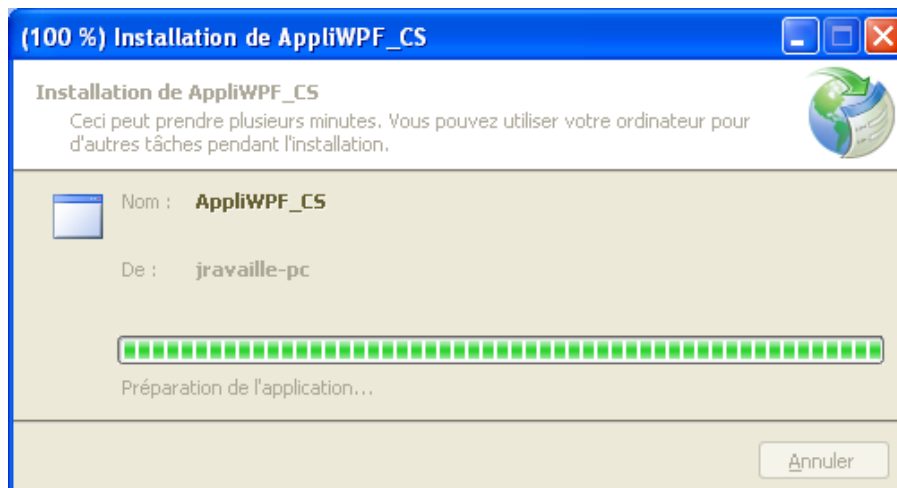 (100 %) Installation de AppliWPF_CS
Installation de AppliWPF_CS
Ceci peut prendre plusieurs minutes. Vous pouvez utiliser votre ordinateur pour
d'autres tâches pendant l'installation.
Nom : AppliWPF_CS
De : jravaille-pc
Préparation de l'application...
Annuler